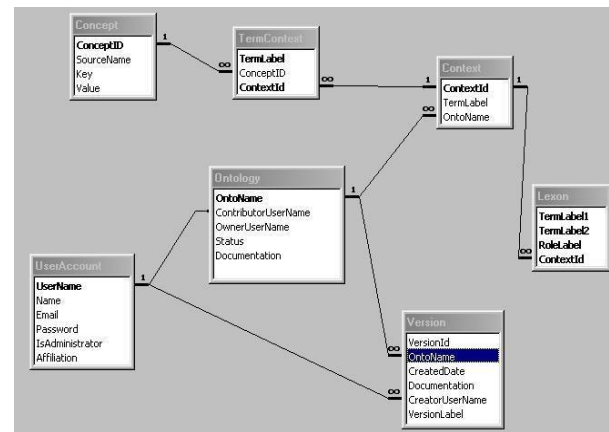 Concept
ConceptID
SourceName
Key
Value
1
∞
TermContext
TermLabel
ConceptID
ContextId
∞
1
Context
ContextId
TermLabel
OntoName
1
∞
Ontology
OntoName
ContributorUserName
OwnerUserName
Status
Documentation
1
Lexon
TermLabel1
TermLabel2
RoleLabel
ContextId
∞
UserAccount
UserName
Name
Email
Password
IsAdministrator
Affiliation
1
Version
VersionId
OntoName
CreatedDate
Documentation
CreatorUserName
VersionLabel
∞
∞